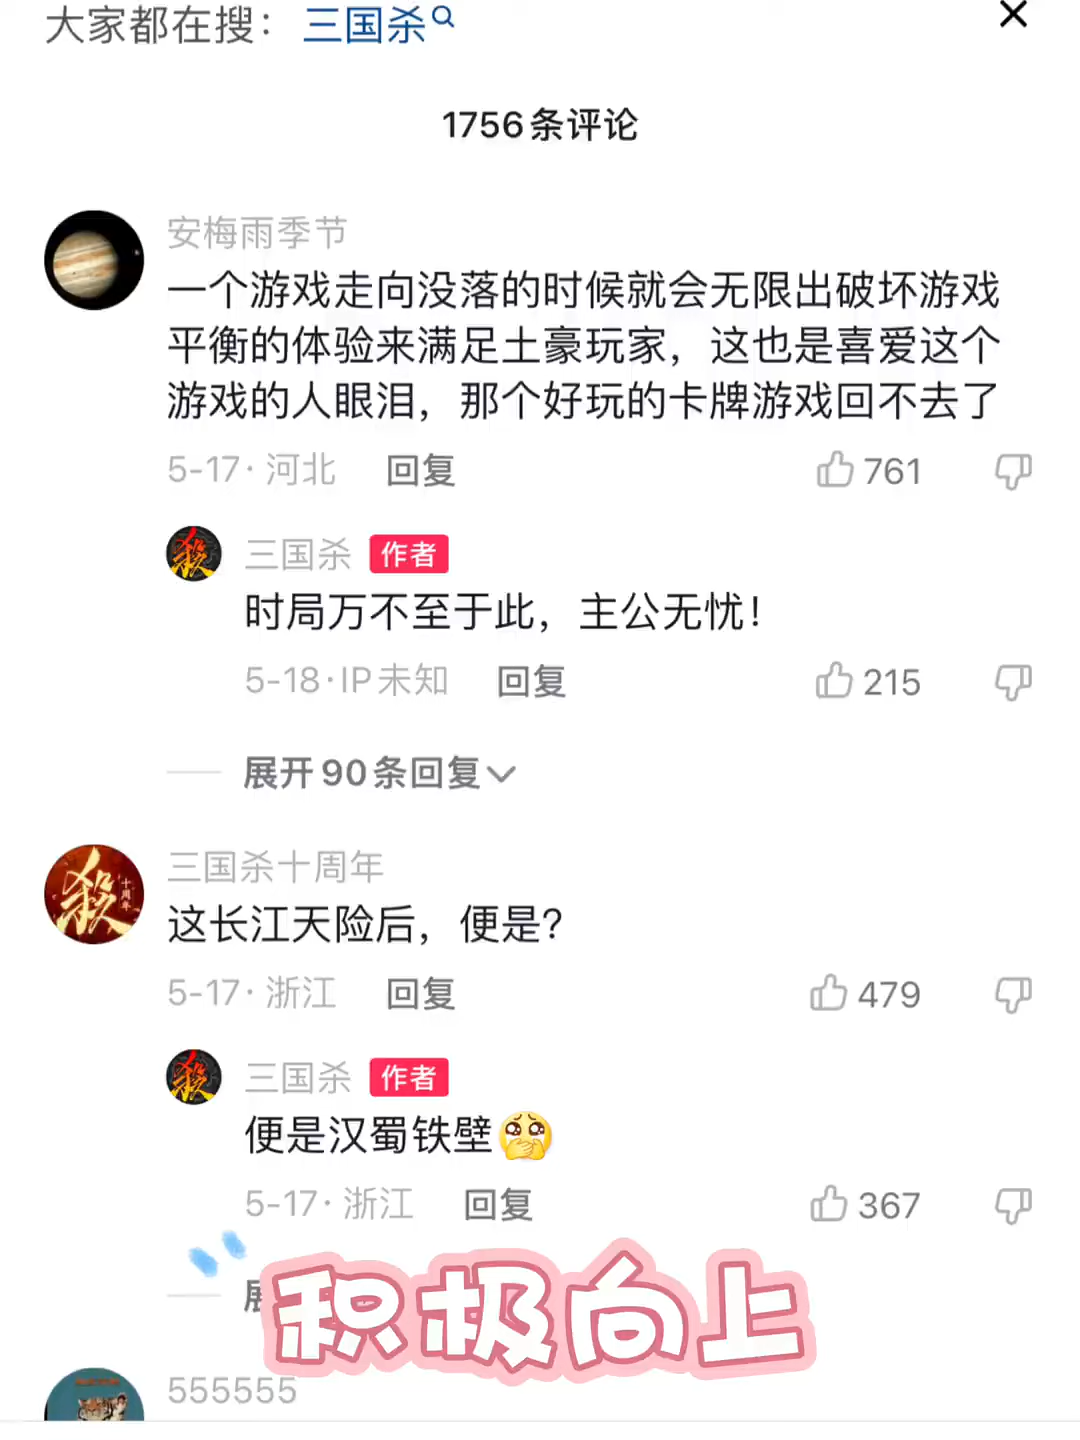 大家都在搜：三国杀
1756条评论
安梅雨季节
一个游戏走向没落的时候就会无限出破坏游戏
平衡的体验来满足土豪玩家，这也是喜爱这个
游戏的人眼泪，那个好玩的卡牌游戏回不去了
5-17·河北 回复 761
殺
三国杀 作者
时局万不至于此，主公无忧！
5-18·IP未知 回复 215
展开90条回复
殺 十周年
三国杀十周年
这长江天险后，便是？
5-17·浙江 回复 479
殺
三国杀 作者
便是汉蜀铁壁🥹
5-17·浙江 回复 367
展
积极向上
555555